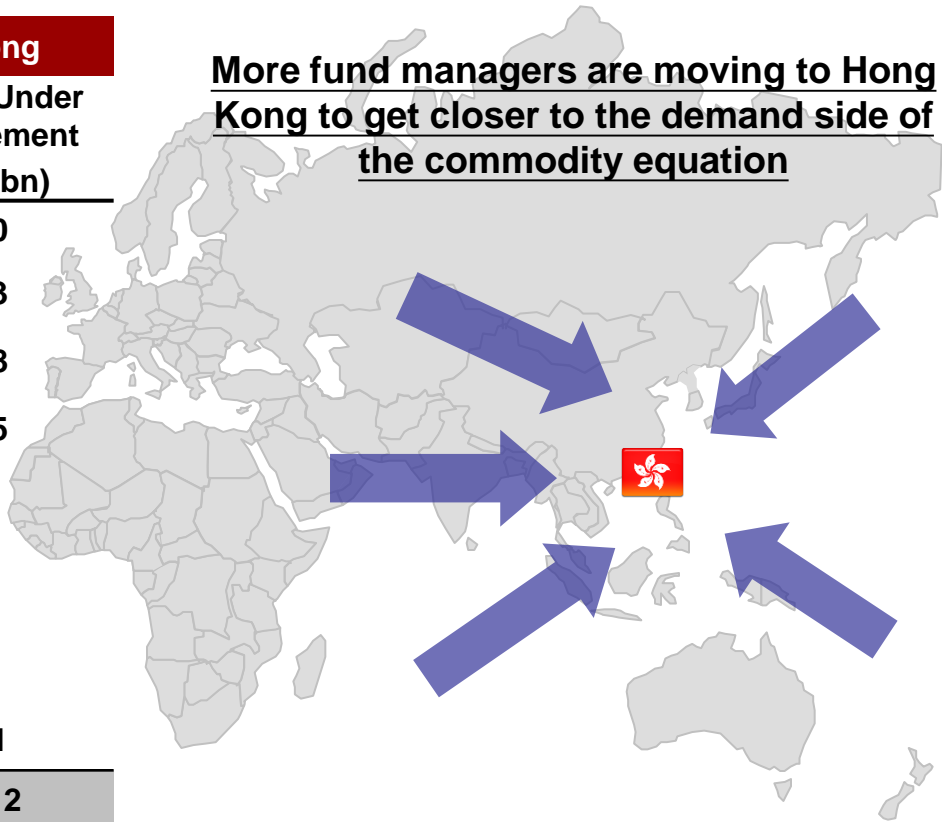 ng
Under
ement
bn)
0
3
3
5
2
More fund managers are moving to Hong
Kong to get closer to the demand side of
the commodity equation